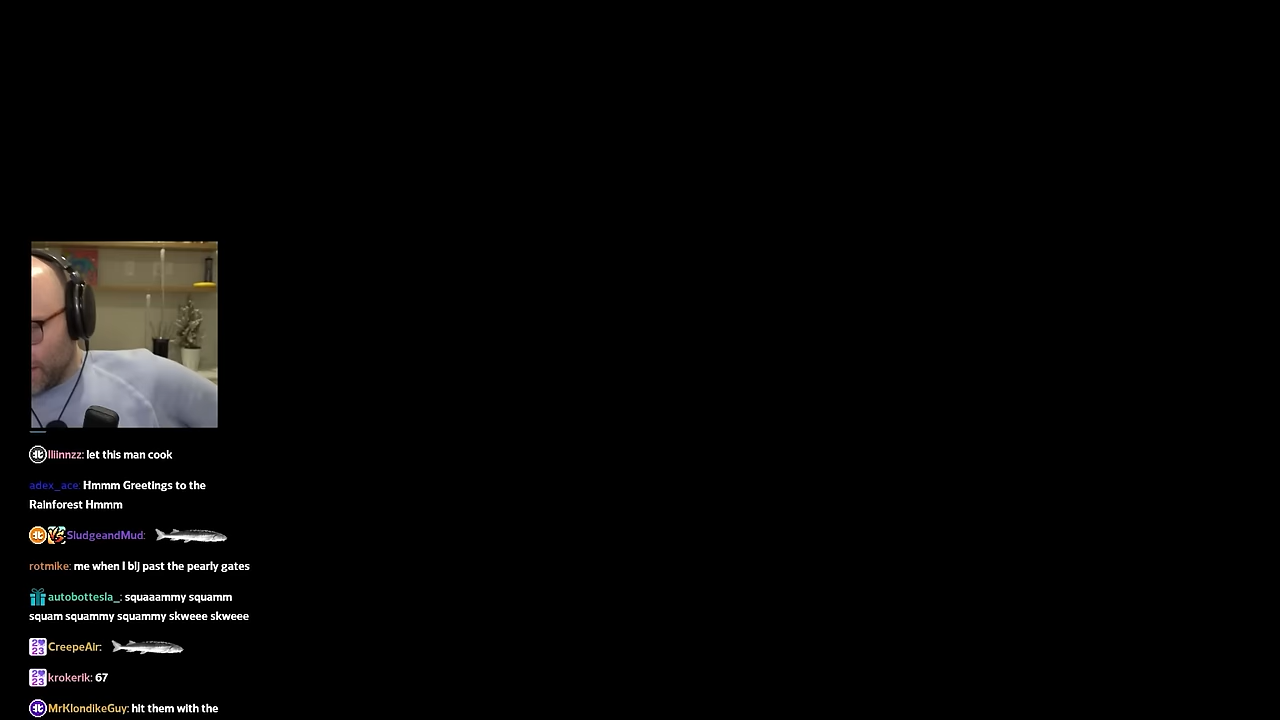 lliinnzz: let this man cook
adex_ace: Hmmm Greetings to the
Rainforest Hmmm
SludgeandMud:
rotmike: me when I bij past the pearly gates
autobottesla_: squaaammy squamm
squam squammy squammy skweee skweee
CreepeAir:
krokerik: 67
MrKlondikeGuy: hit them with the